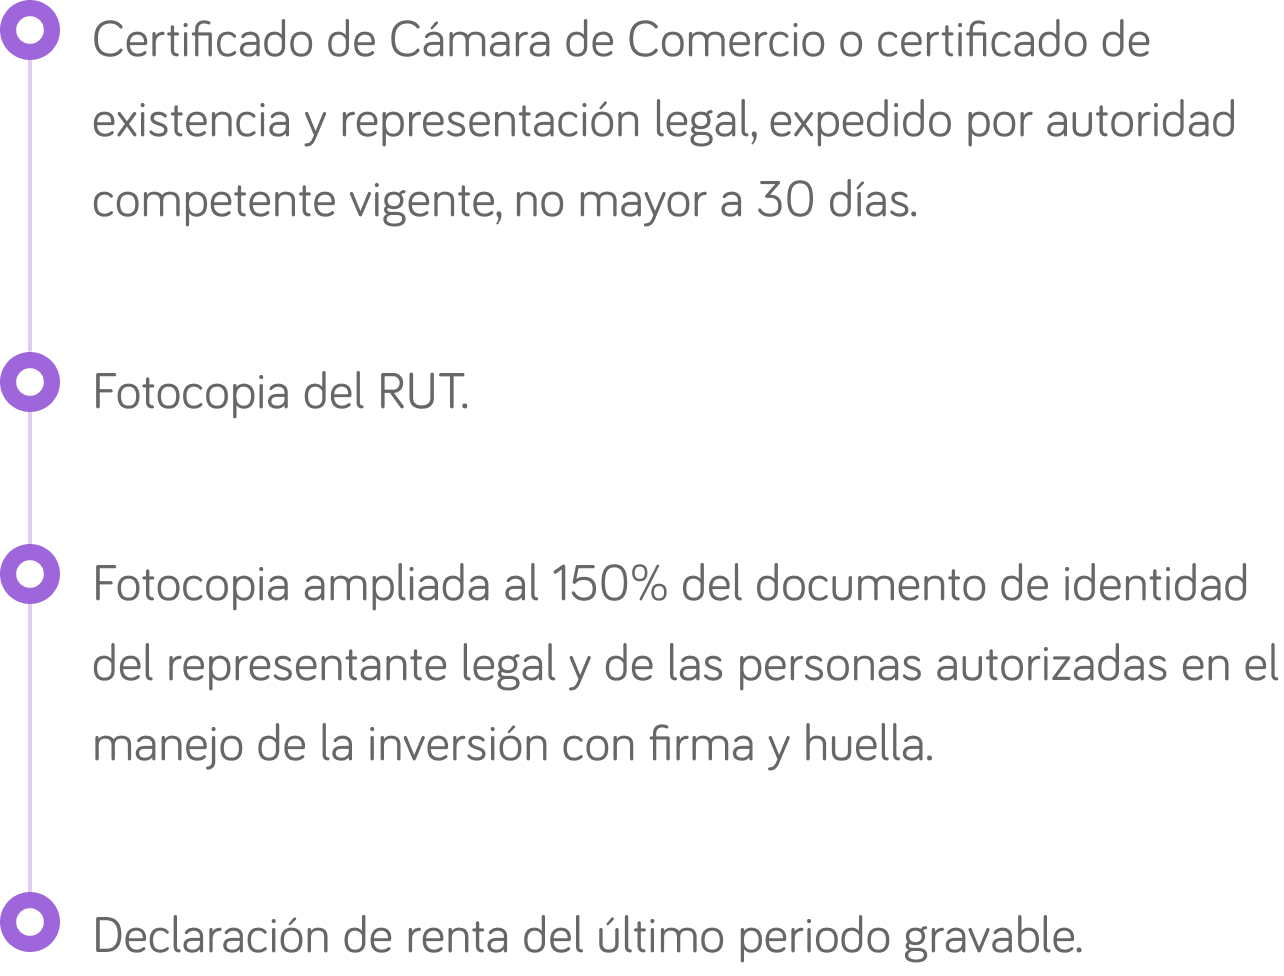 Certificado de Cámara de Comercio o certificado de
existencia y representación legal, expedido por autoridad
competente vigente, no mayor a 30 días.
Fotocopia del RUT.
Fotocopia ampliada al 150% del documento de identidad
del representante legal y de las personas autorizadas en el
manejo de la inversión con firma y huella.
Declaración de renta del último periodo gravable.